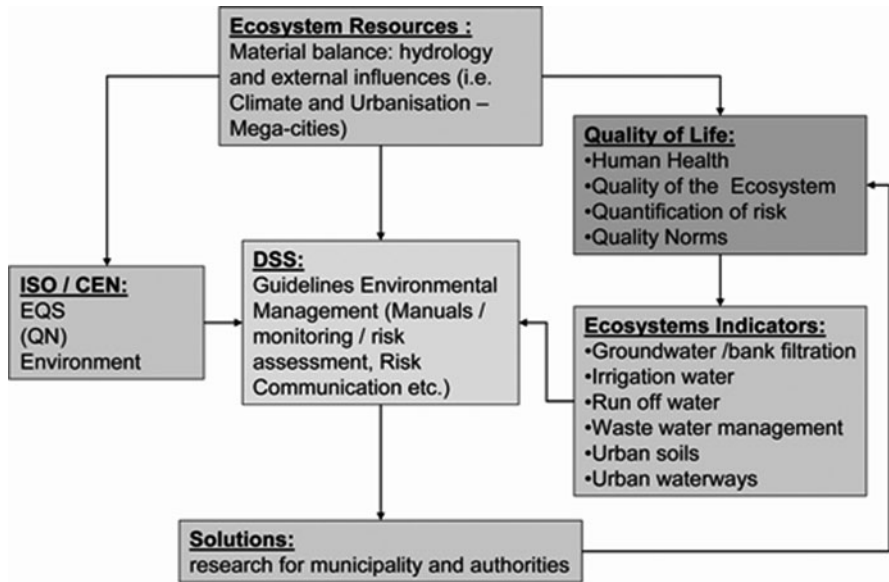 Ecosystem Resources :
Material balance: hydrology
and external influences (i.e.
Climate and Urbanisation –
Mega-cities)
Quality of Life:
•Human Health
•Quality of the Ecosystem
•Quantification of risk
•Quality Norms
ISO / CEN:
EQS
(QN)
Environment
DSS:
Guidelines Environmental
Management (Manuals /
monitoring / risk
assessment, Risk
Communication etc.)
Ecosystems Indicators:
•Groundwater /bank filtration
•Irrigation water
•Run off water
•Waste water management
•Urban soils
•Urban waterways
Solutions:
research for municipality and authorities